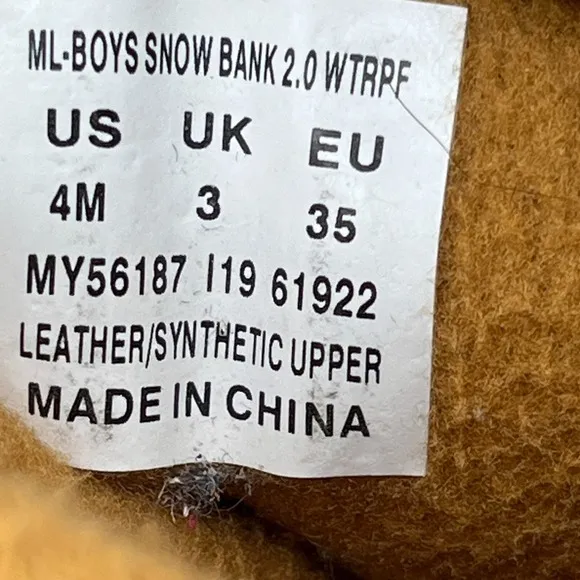 ML-BOYS SNOW BANK 2.0 WTRPF
US UK EU
4M 3 35
MY56187 I19 61922
LEATHER/SYNTHETIC UPPER
MADE IN CHINA